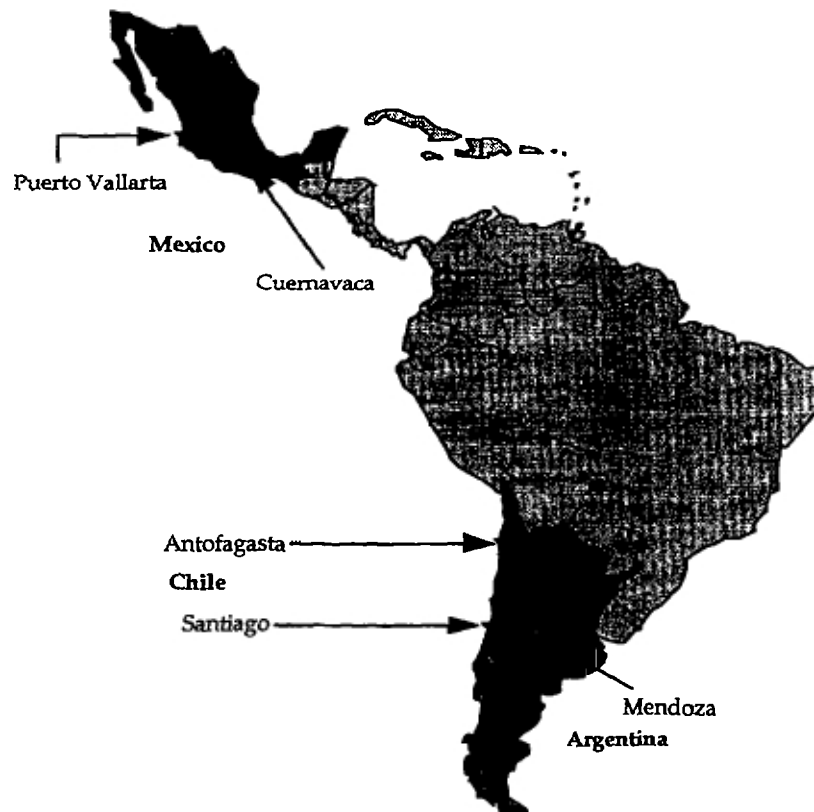 Puerto Vallarta
Mexico
Cuernavaca
Antofagasta
Chile
Santiago
Mendoza
Argentina